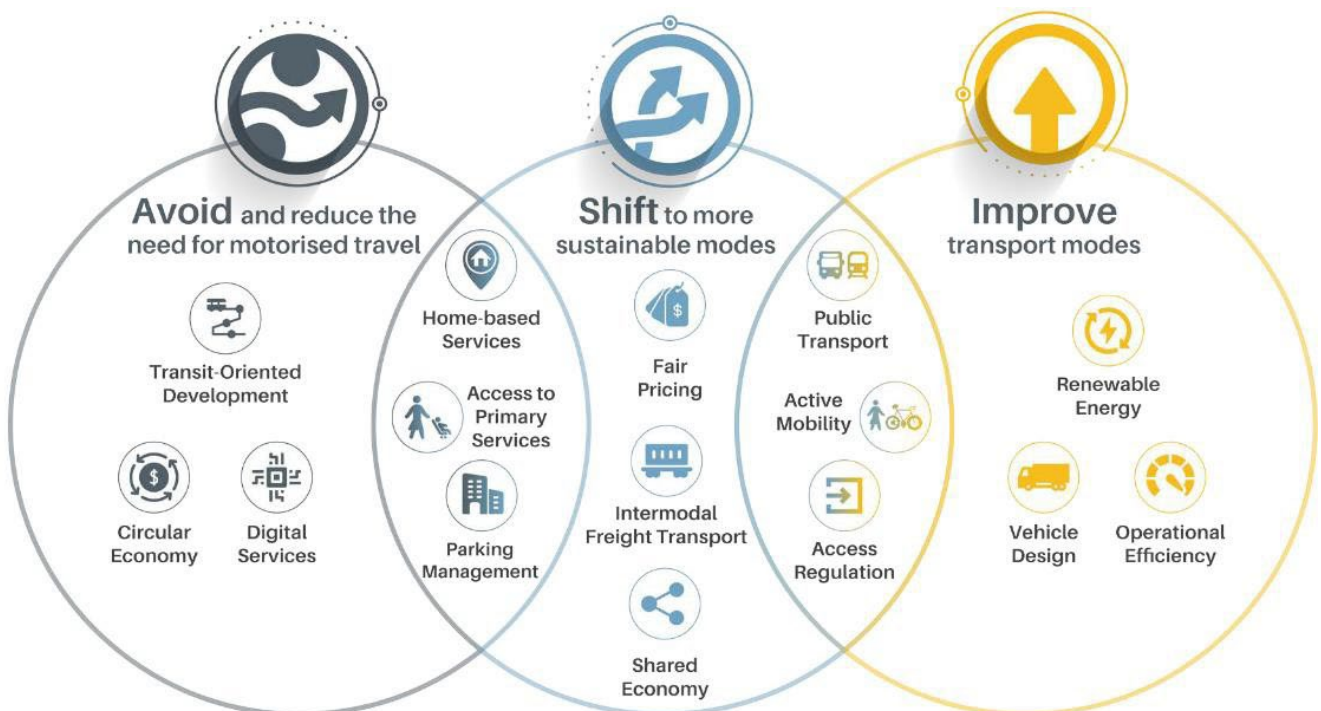 Avoid and reduce the
need for motorised travel
Transit-Oriented
Development
Circular
Economy
Digital
Services
Home-based
Services
Access to
Primary
Services
Parking
Management
Shift to more
sustainable modes
$
Fair
Pricing
Intermodal
Freight Transport
Shared
Economy
Public
Transport
Active
Mobility
Access
Regulation
Improve
transport modes
Renewable
Energy
Vehicle
Design
Operational
Efficiency
$